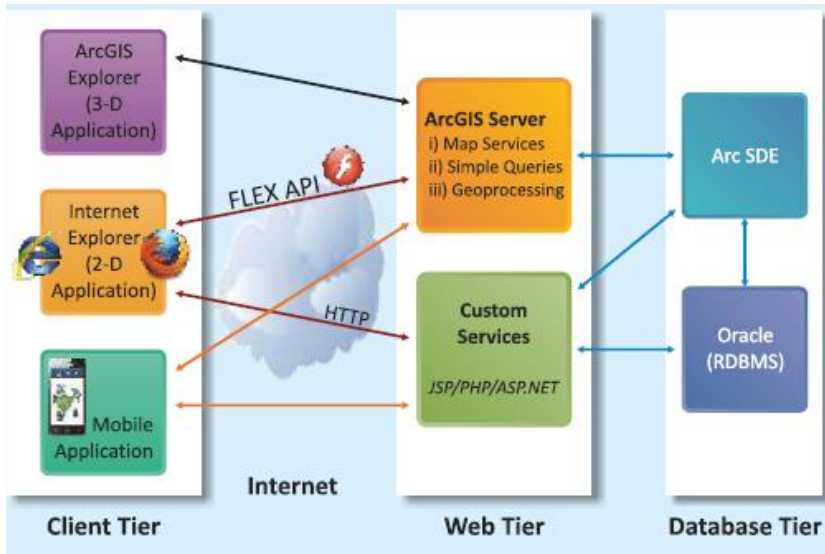 ArcGIS
Explorer
(3-D
Application)
Internet
Explorer
(2-D
Application)
Mobile
Application
Client Tier
FLEX API
HTTP
Internet
ArcGIS Server
i) Map Services
ii) Simple Queries
iii) Geoprocessing
Custom
Services
JSP/PHP/ASP.NET
Web Tier
Arc SDE
Oracle
(RDBMS)
Database Tier